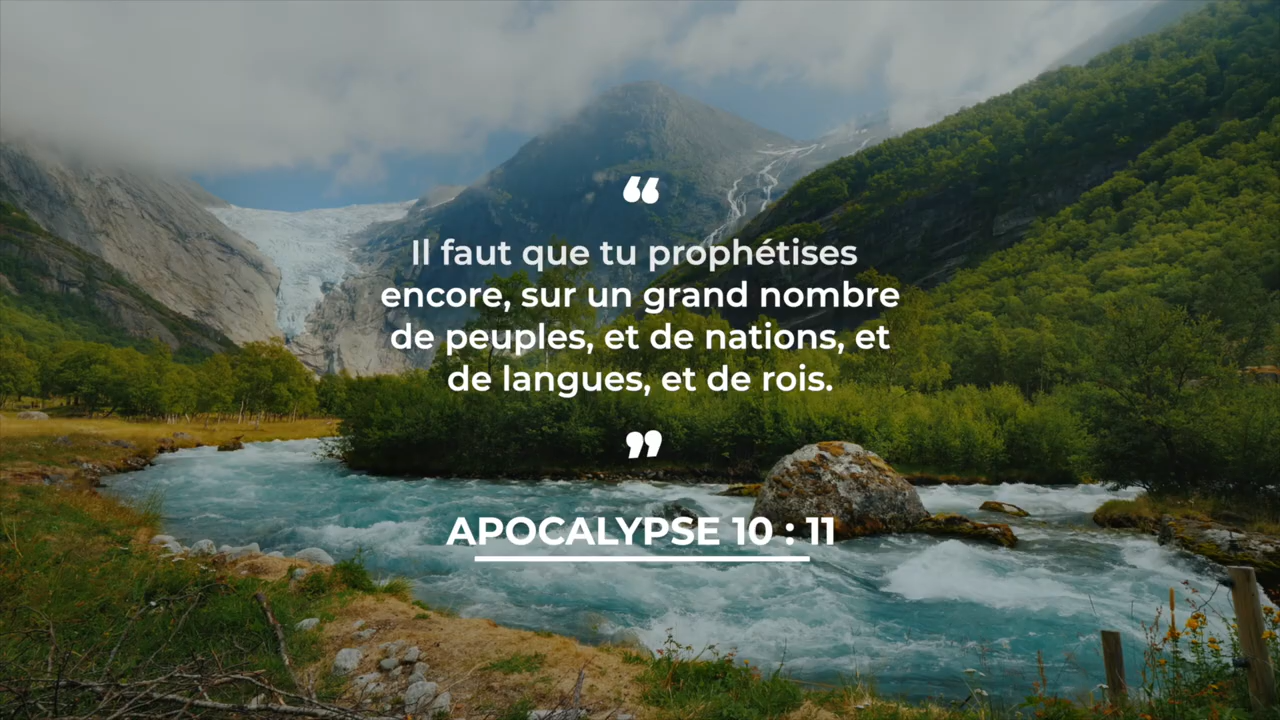 “
Il faut que tu prophétises
encore, sur un grand nombre
de peuples, et de nations, et
de langues, et de rois.
”
APOCALYPSE 10 : 11